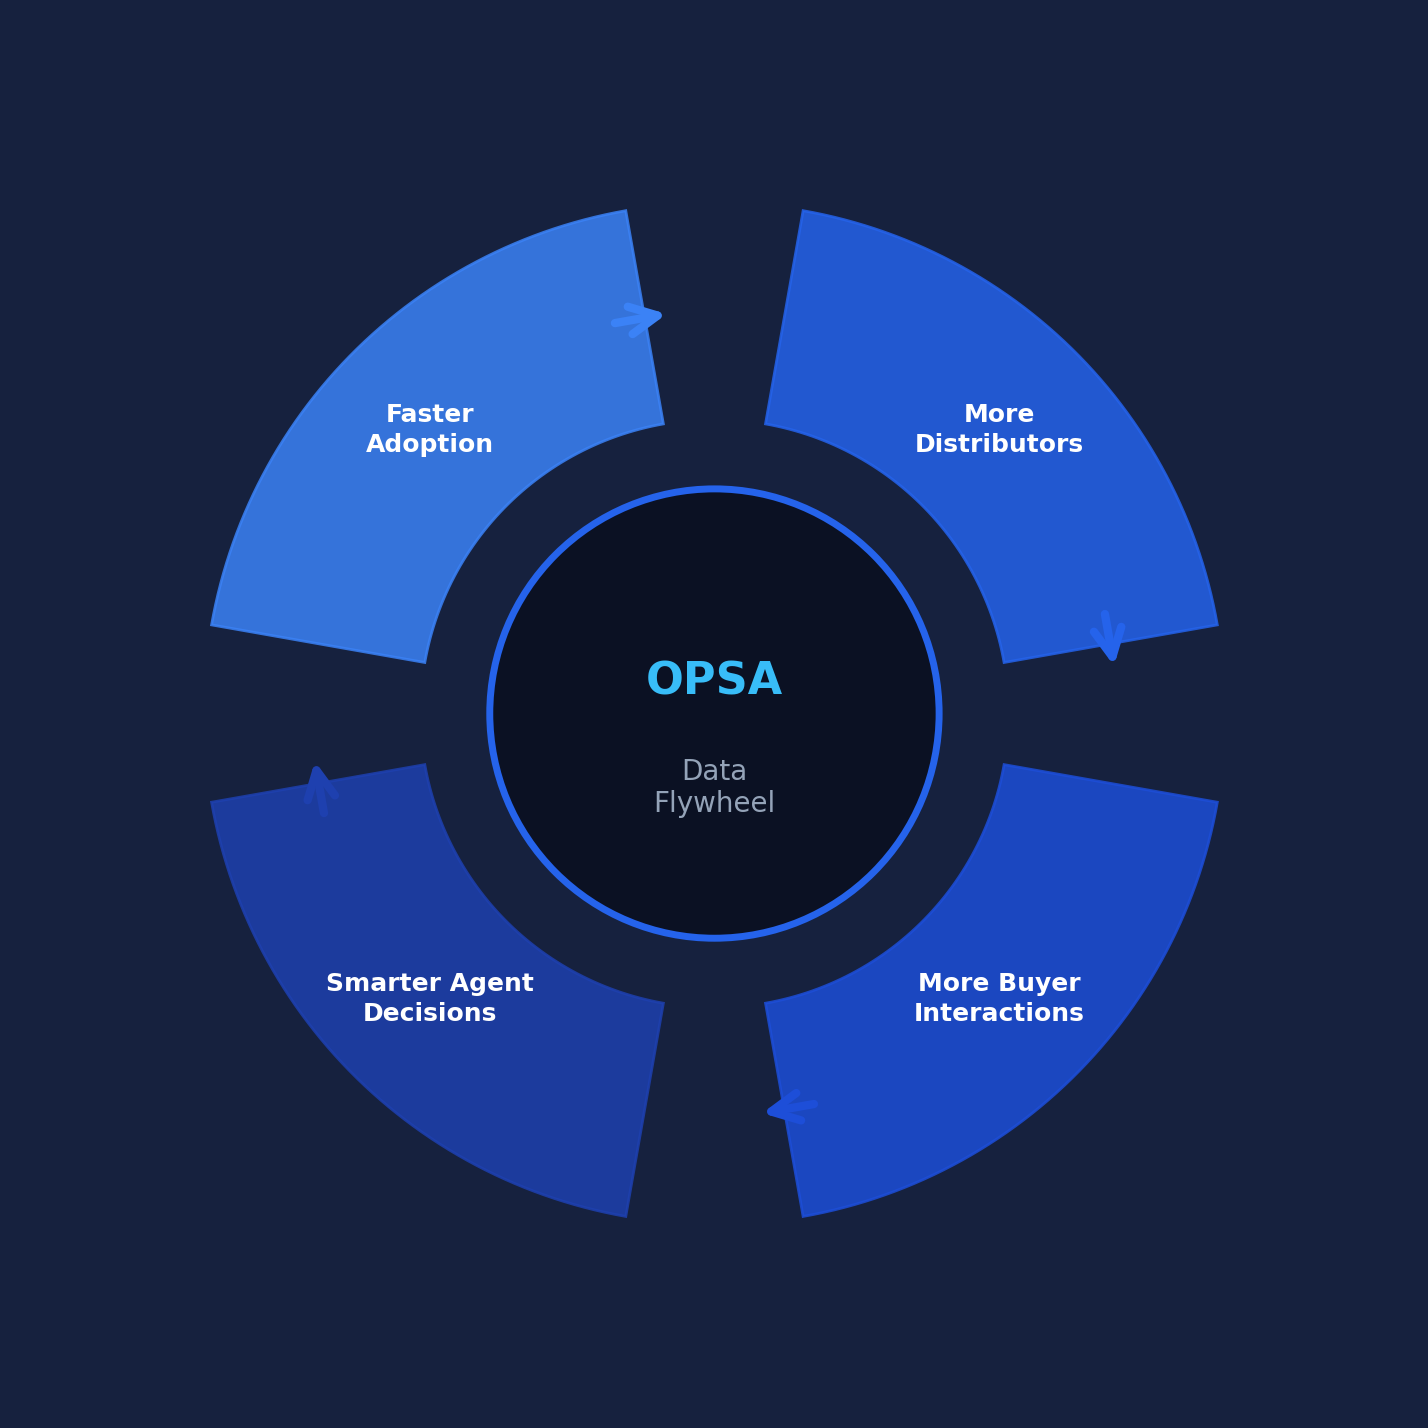 Faster
Adoption
More
Distributors
OPSA
Data
Flywheel
Smarter Agent
Decisions
More Buyer
Interactions